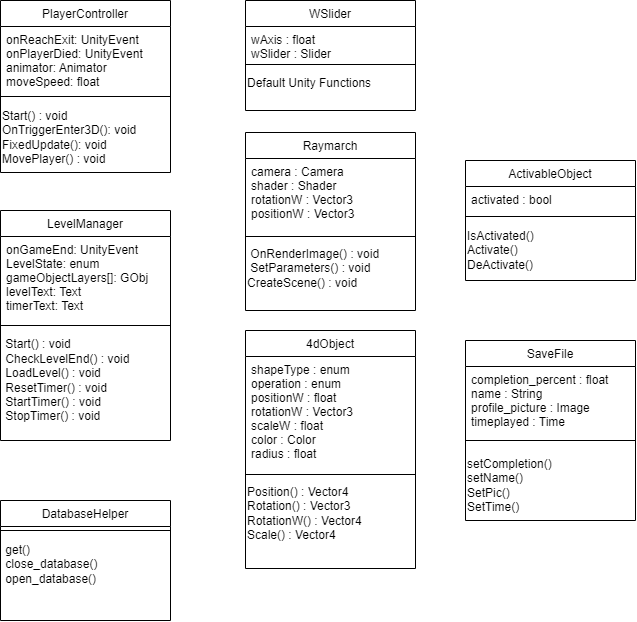 PlayerController
onReachExit: UnityEvent
onPlayerDied: UnityEvent
animator: Animator
moveSpeed: float
Start() : void
OnTriggerEnter3D(): void
FixedUpdate(): void
MovePlayer() : void
LevelManager
onGameEnd: UnityEvent
LevelState: enum
gameObjectLayers[]: GObj
levelText: Text
timerText: Text
Start() : void
CheckLevelEnd() : void
LoadLevel() : void
ResetTimer() : void
StartTimer() : void
StopTimer() : void
DatabaseHelper
get()
close_database()
open_database()
WSlider
wAxis : float
wSlider : Slider
Default Unity Functions
Raymarch
camera : Camera
shader : Shader
rotationW : Vector3
positionW : Vector3
OnRenderImage() : void
SetParameters() : void
CreateScene() : void
4dObject
shapeType : enum
operation : enum
positionW : float
rotationW : Vector3
scaleW : float
color : Color
radius : float
Position() : Vector4
Rotation() : Vector3
RotationW() : Vector4
Scale() : Vector4
ActivableObject
activated : bool
IsActivated()
Activate()
DeActivate()
SaveFile
completion_percent : float
name : String
profile_picture : Image
timeplayed : Time
setCompletion()
setName()
SetPic()
SetTime()